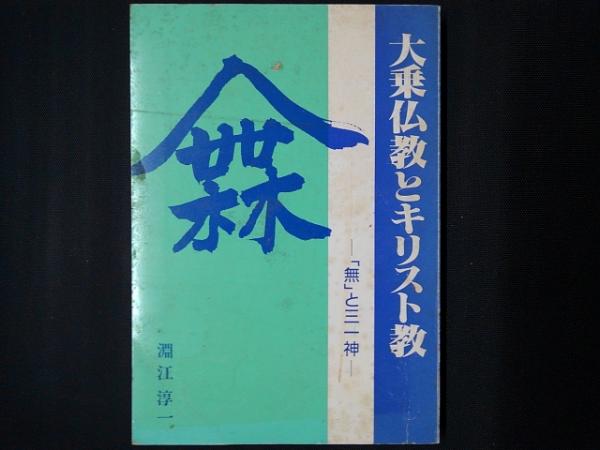 大乗仏教とキリスト教
―「無」と三一神―
淵江淳一